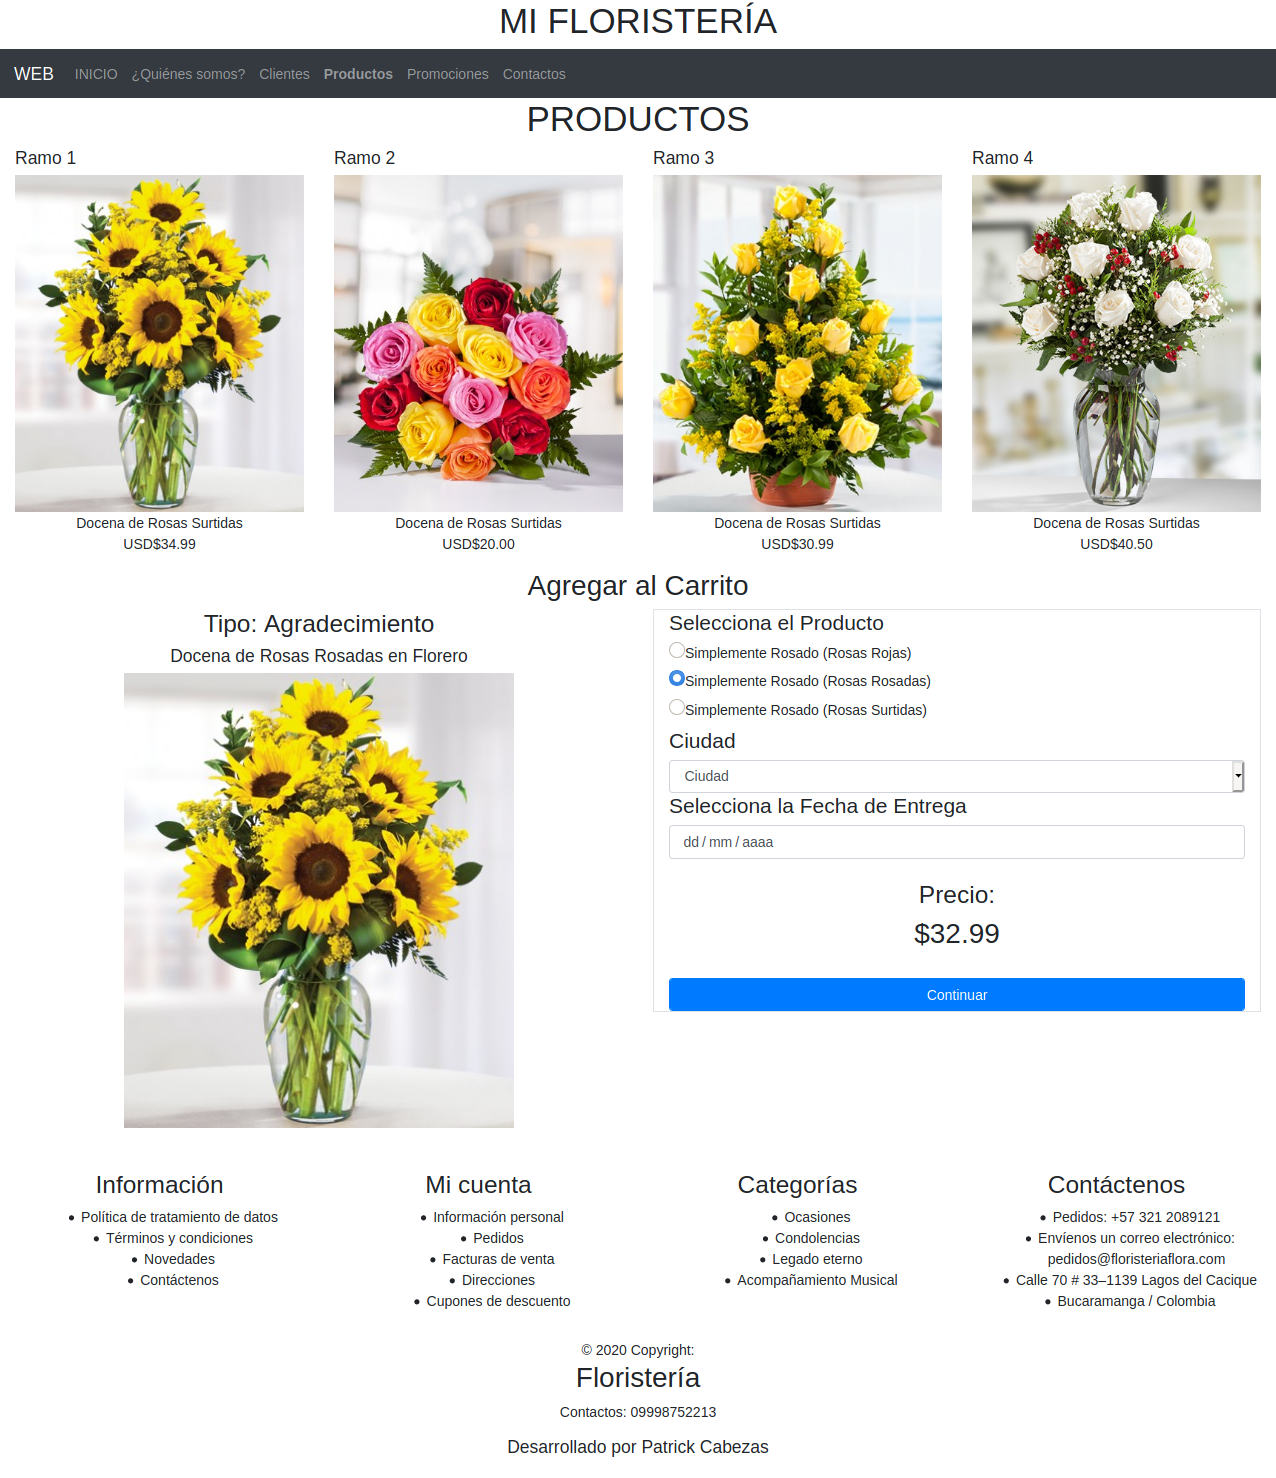 MI FLORISTERÍA
WEB INICIO ¿Quiénes somos? Clientes Productos Promociones Contactos
PRODUCTOS
Ramo 1
Docena de Rosas Surtidas
USD$34.99
Ramo 2
Docena de Rosas Surtidas
USD$20.00
Ramo 3
Docena de Rosas Surtidas
USD$30.99
Ramo 4
Docena de Rosas Surtidas
USD$40.50
Agregar al Carrito
Tipo: Agradecimiento
Docena de Rosas Rosadas en Florero
Selecciona el Producto
Simplemente Rosado (Rosas Rojas)
Simplemente Rosado (Rosas Rosadas)
Simplemente Rosado (Rosas Surtidas)
Ciudad
Ciudad
Selecciona la Fecha de Entrega
dd / mm / aaaa
Precio:
$32.99
Continuar
Información
• Política de tratamiento de datos
• Términos y condiciones
• Novedades
• Contáctenos
Mi cuenta
• Información personal
• Pedidos
• Facturas de venta
• Direcciones
• Cupones de descuento
Categorías
• Ocasiones
• Condolencias
• Legado eterno
• Acompañamiento Musical
Contáctenos
• Pedidos: +57 321 2089121
• Envíenos un correo electrónico:
pedidos@floristeriaflora.com
• Calle 70 # 33–1139 Lagos del Cacique
• Bucaramanga / Colombia
© 2020 Copyright:
Floristería
Contactos: 09998752213
Desarrollado por Patrick Cabezas